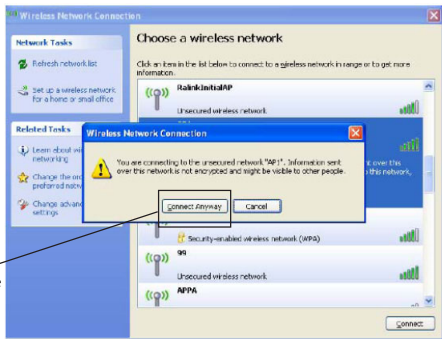 Wireless Network Connection
Network Tasks
Refresh network list
Set up a wireless network
for a home or small office
Related Tasks
Learn about
networking
Change the
preferred
Change
settings
Choose a wireless network
Click an item in the list below to connect to a wireless network in range or to get more
information.
RalinkInitialAP
Unsecured wireless network
over this
this network,
Security-enabled wireless network (WPA)
99
Unsecured wireless network
APPA
Connect
Wireless Network Connection
You are connecting to the unsecured network "AP1". Information sent
over this network is not encrypted and might be visible to other people.
Connect Anyway
Cancel